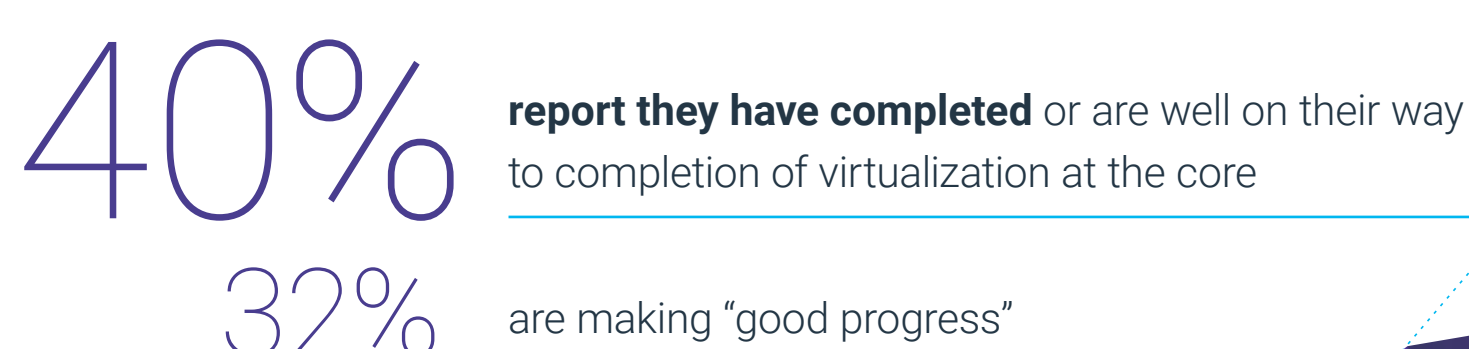 40%
report they have completed or are well on their way
to completion of virtualization at the core
32%
are making “good progress”